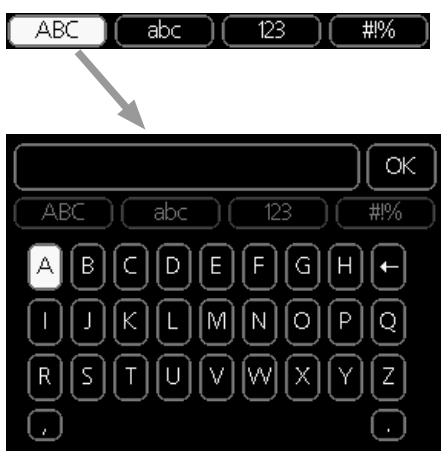 ABC abc 123 #!%
OK
ABC abc 123 #!%
A B C D E F G H ←
I J K L M N O P Q
R S T U V W X Y Z
, .